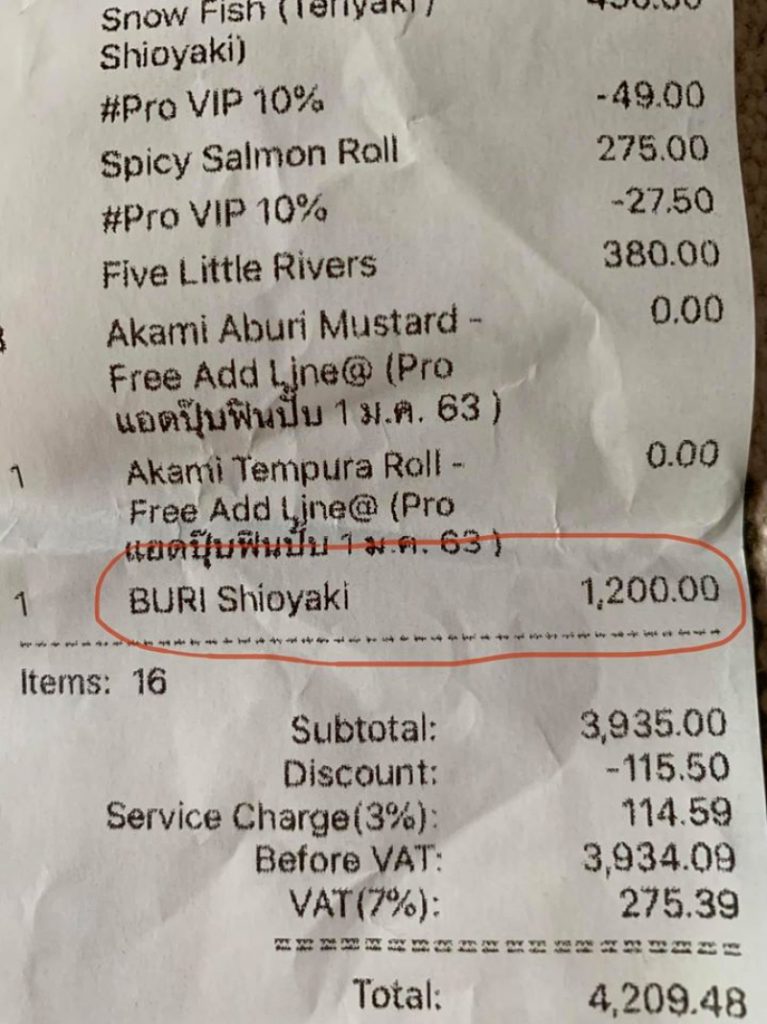 Snow Fish (Teriyaki /
Shioyaki)
#Pro VIP 10% -49.00
Spicy Salmon Roll 275.00
#Pro VIP 10% -27.50
Five Little Rivers 380.00
Akami Aburi Mustard - 0.00
Free Add Line@ (Pro
แอดปุ๊บฟินปั๊บ 1 ม.ค. 63 )
1 Akami Tempura Roll - 0.00
Free Add Line@ (Pro
แอดปุ๊บฟินปั๊บ 1 ม.ค. 63 )
1 BURI Shioyaki 1,200.00
Items: 16
Subtotal: 3,935.00
Discount: -115.50
Service Charge(3%): 114.59
Before VAT: 3,934.09
VAT(7%): 275.39
Total: 4,209.48